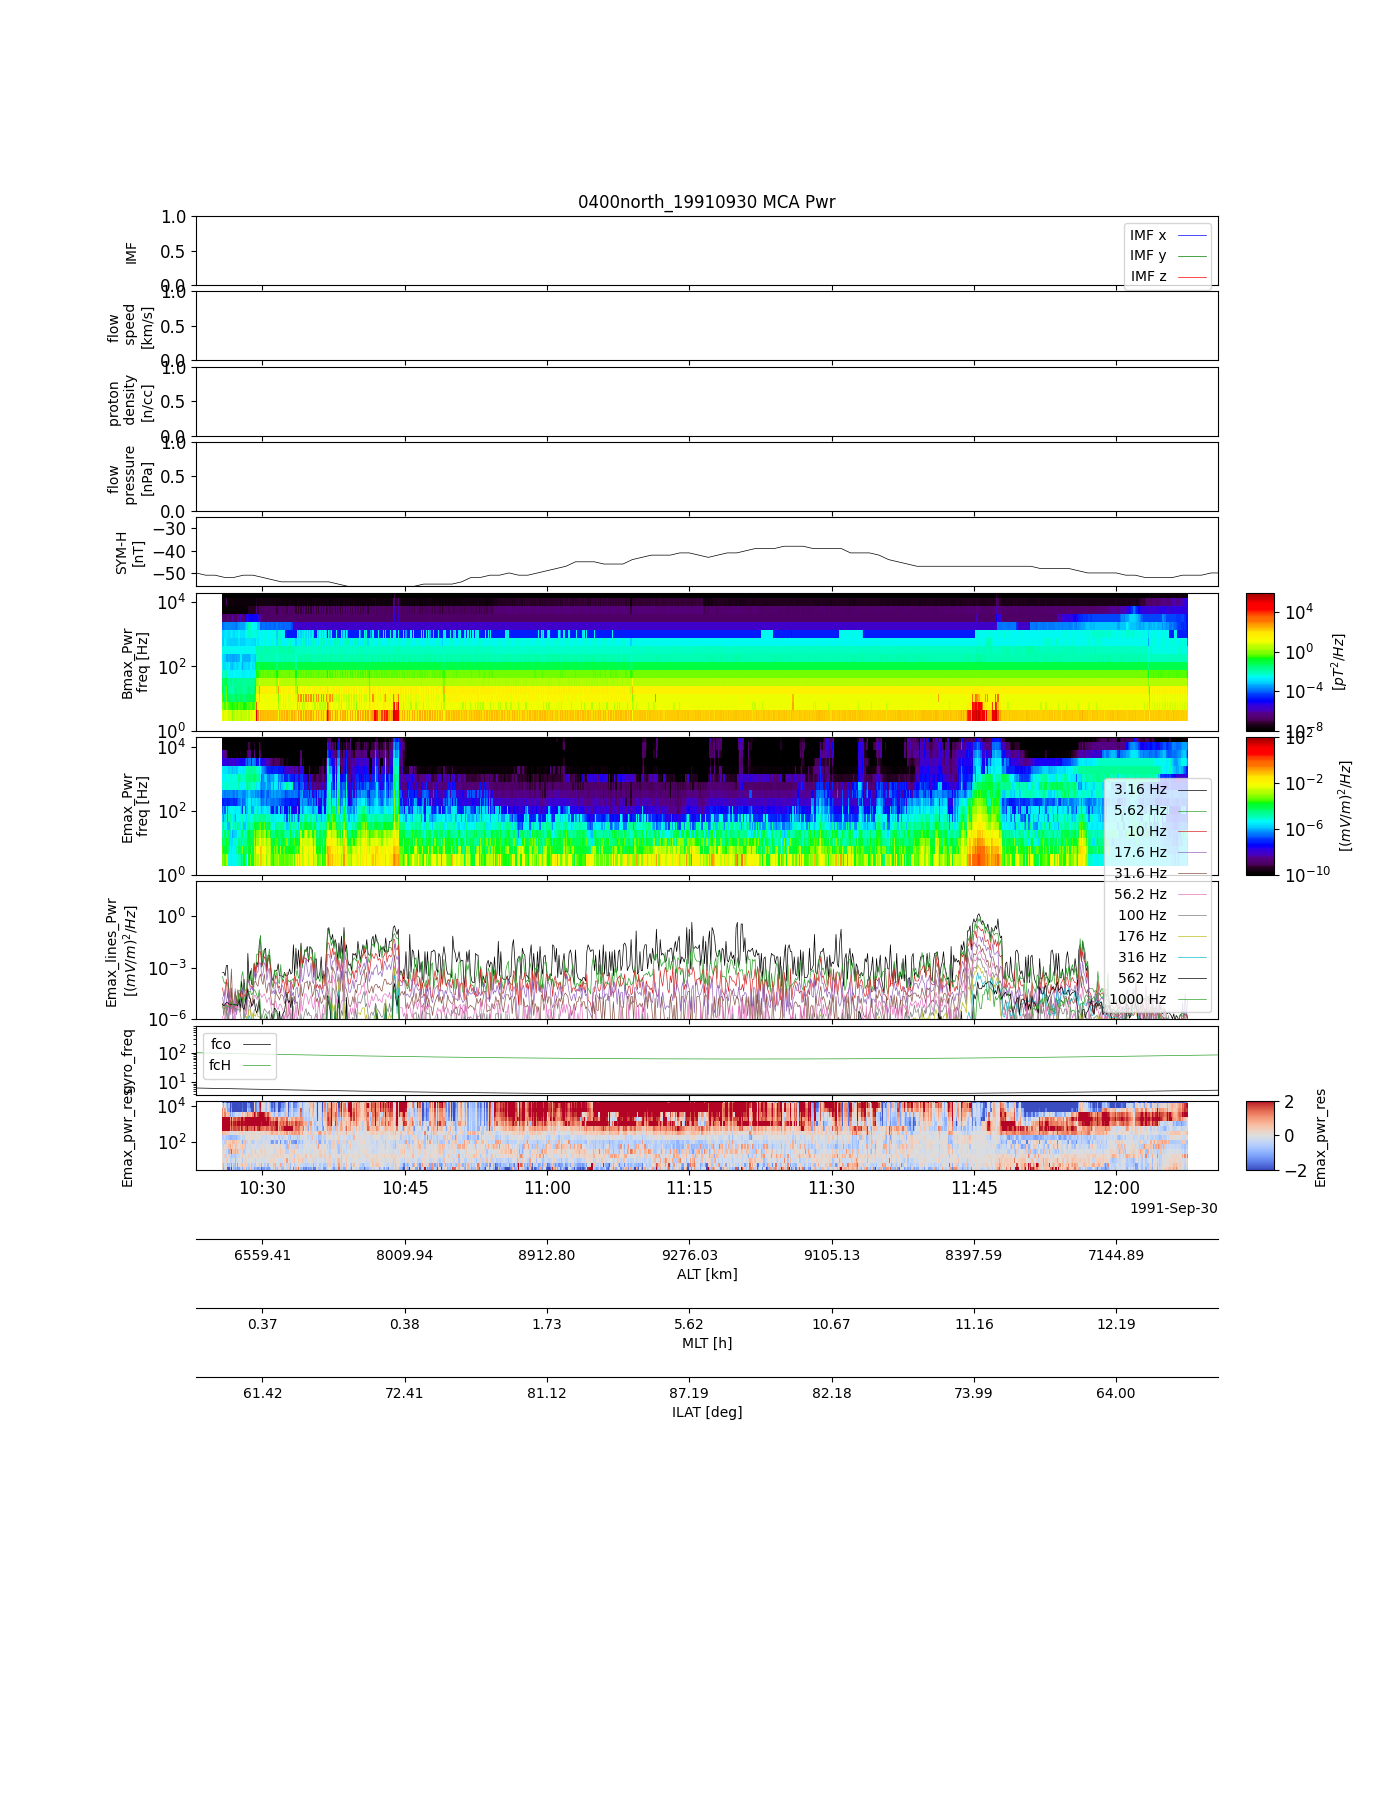 0400north_19910930 MCA Pwr
1.0
0.5
0.0
IMF
IMF x
IMF y
IMF z
1.0
0.5
0.0
flow
speed
[km/s]
1.0
0.5
0.0
proton
density
[n/cc]
1.0
0.5
0.0
flow
pressure
[nPa]
−30
−40
−50
SYM-H
[nT]
10^4
10^2
10^0
Bmax_Pwr
freq [Hz]
10^4
10^0
10^−4
10^−8
[pT^2/Hz]
10^4
10^2
10^0
Emax_Pwr
freq [Hz]
10^2
10^−2
10^−6
10^−10
[(mV/m)^2/Hz]
3.16 Hz
5.62 Hz
10 Hz
17.6 Hz
31.6 Hz
56.2 Hz
100 Hz
176 Hz
316 Hz
562 Hz
1000 Hz
10^0
10^−3
10^−6
Emax_lines_Pwr
[(mV/m)^2/Hz]
10^2
10^1
gyro_freq
fco
fcH
10^4
10^2
Emax_pwr_res
2
0
−2
Emax_pwr_res
10:30 10:45 11:00 11:15 11:30 11:45 12:00
1991-Sep-30
6559.41 8009.94 8912.80 9276.03 9105.13 8397.59 7144.89
ALT [km]
0.37 0.38 1.73 5.62 10.67 11.16 12.19
MLT [h]
61.42 72.41 81.12 87.19 82.18 73.99 64.00
ILAT [deg]